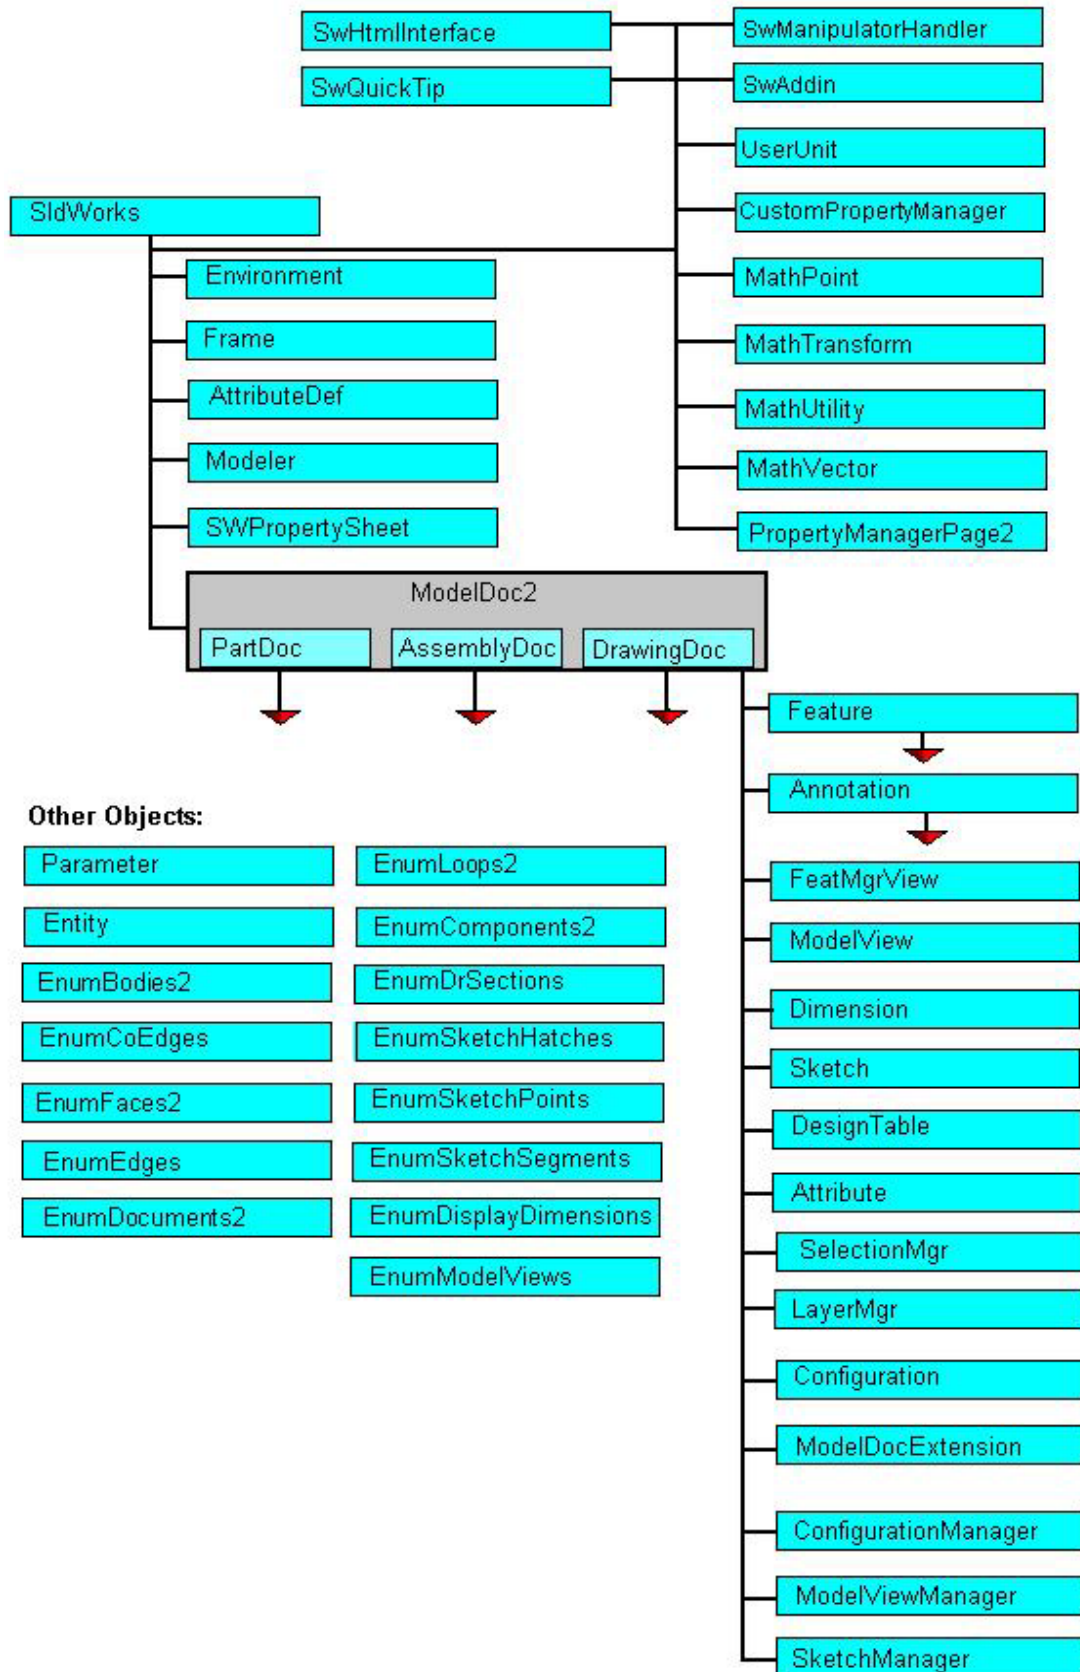 SwHtmlInterface
SwManipulatorHandler
SwQuickTip
SwAddin
UserUnit
SldWorks
CustomPropertyManager
Environment
MathPoint
Frame
MathTransform
AttributeDef
MathUtility
Modeler
MathVector
SWPropertySheet
PropertyManagerPage2
ModelDoc2
PartDoc
AssemblyDoc
DrawingDoc
Feature
Annotation
FeatMgrView
ModelView
Dimension
Sketch
DesignTable
Attribute
SelectionMgr
LayerMgr
Configuration
ModelDocExtension
ConfigurationManager
ModelViewManager
SketchManager
Other Objects:
Parameter
Entity
EnumBodies2
EnumCoEdges
EnumFaces2
EnumEdges
EnumDocuments2
EnumLoops2
EnumComponents2
EnumDrSections
EnumSketchHatches
EnumSketchPoints
EnumSketchSegments
EnumDisplayDimensions
EnumModelViews